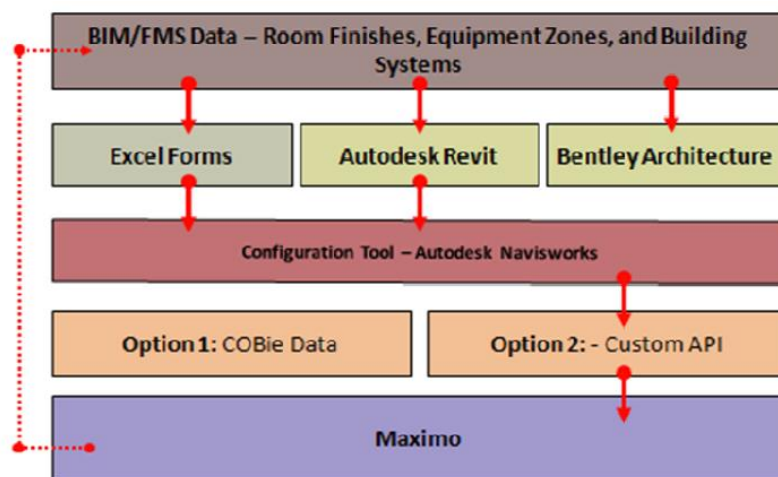 BIM/FMS Data – Room Finishes, Equipment Zones, and Building
Systems
Excel Forms
Autodesk Revit
Bentley Architecture
Configuration Tool – Autodesk Navisworks
Option 1: COBie Data
Option 2: - Custom API
Maximo